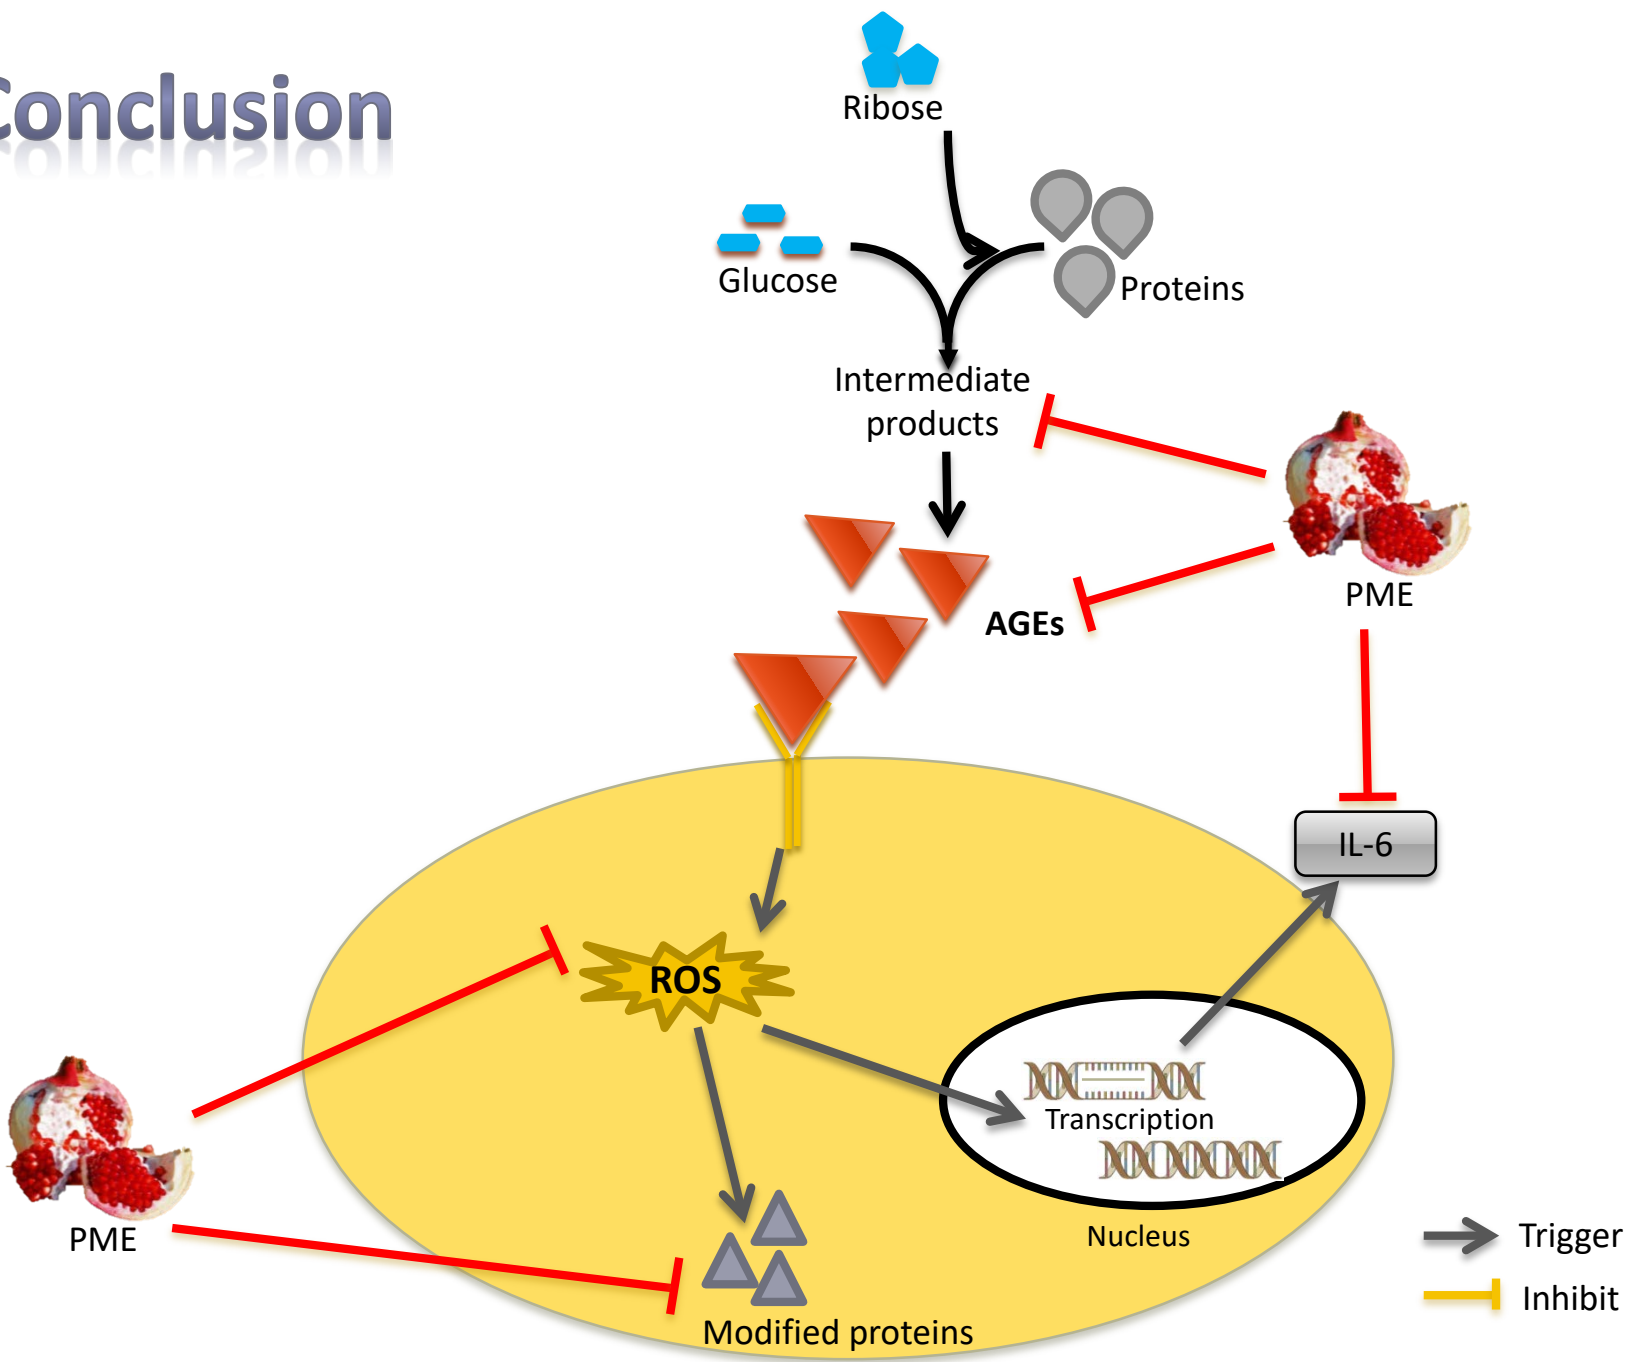 Conclusion
Ribose
Glucose
Proteins
Intermediate
products
PME
AGEs
IL-6
ROS
Transcription
PME
Nucleus
Trigger
Inhibit
Modified proteins